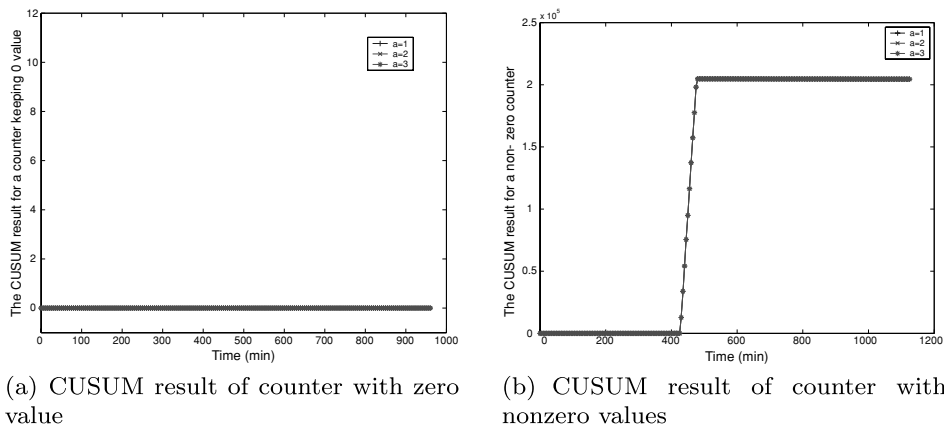 12
10
8
6
4
2
0
The CUSUM result for a counter keeping 0 value
a=1
a=2
a=3
0 100 200 300 400 500 600 700 800 900 1000
Time (min)
(a) CUSUM result of counter with zero
value
× 10⁵
2.5
2
1.5
1
0.5
0
The CUSUM result for a non- zero counter
a=1
a=2
a=3
0 200 400 600 800 1000 1200
Time (min)
(b) CUSUM result of counter with
nonzero values